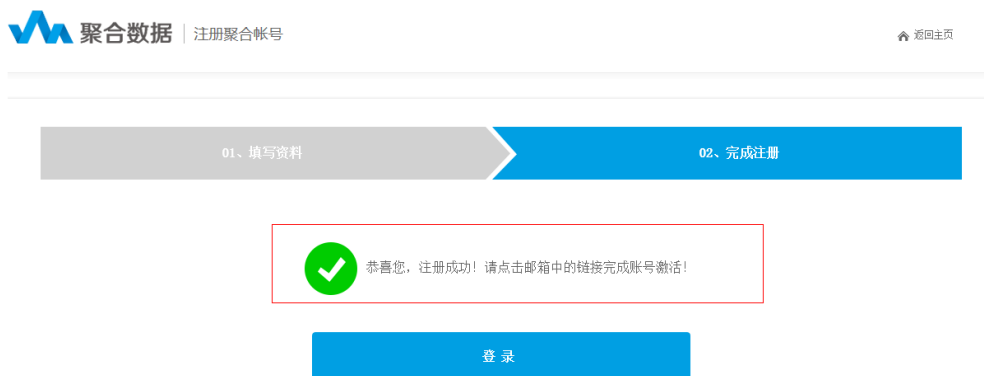 聚合数据 注册聚合帐号
返回主页
01、填写资料
02、完成注册
恭喜您，注册成功！请点击邮箱中的链接完成账号激活！
登 录